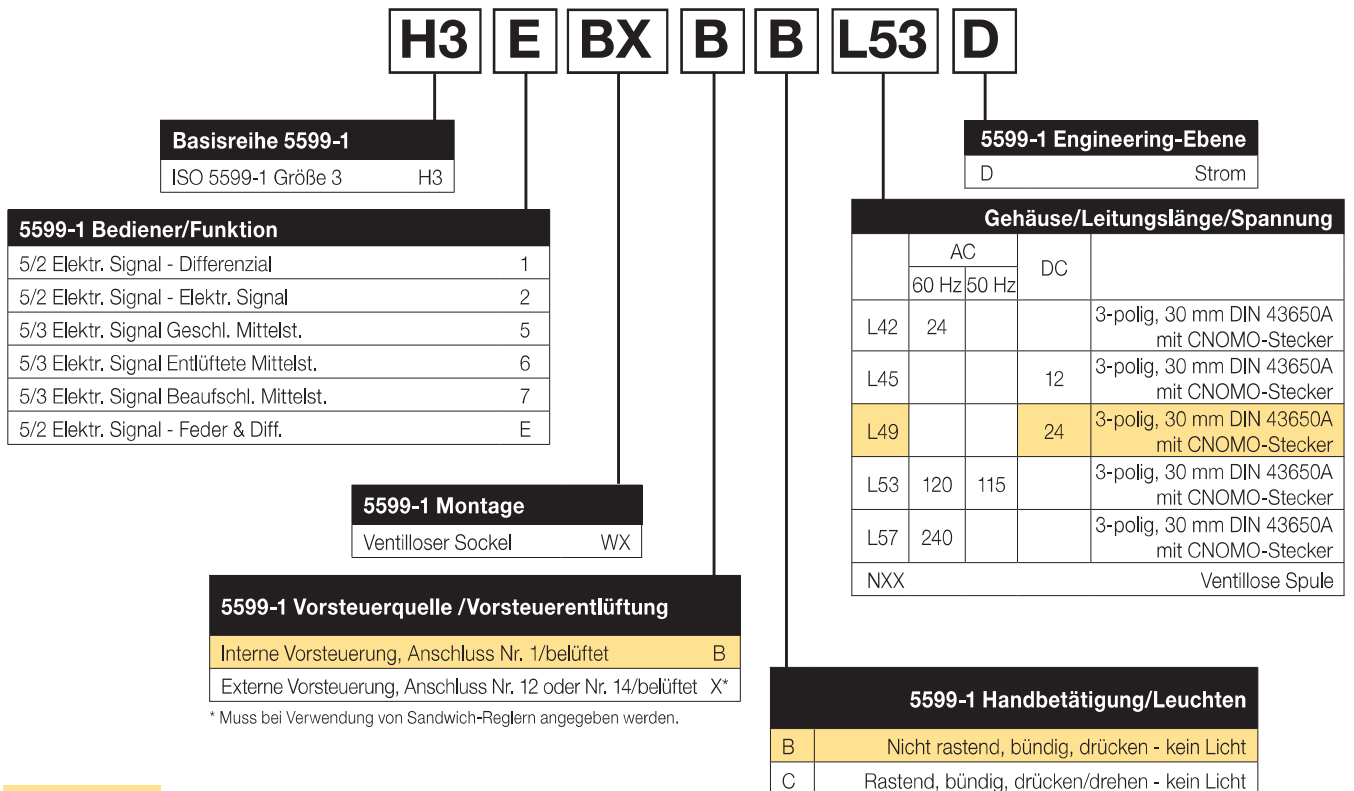 H3 E BX B B L53 D
Basisreihe 5599-1
ISO 5599-1 Größe 3 H3
5599-1 Engineering-Ebene
D Strom
5599-1 Bediener/Funktion
5/2 Elektr. Signal - Differenzial 1
5/2 Elektr. Signal - Elektr. Signal 2
5/3 Elektr. Signal Geschl. Mittelst. 5
5/3 Elektr. Signal Entlüftete Mittelst. 6
5/3 Elektr. Signal Beaufschl. Mittelst. 7
5/2 Elektr. Signal - Feder & Diff. E
Gehäuse/Leitungslänge/Spannung
AC DC
60 Hz 50 Hz
L42 24 3-polig, 30 mm DIN 43650A
mit CNOMO-Stecker
L45 12 3-polig, 30 mm DIN 43650A
mit CNOMO-Stecker
L49 24 3-polig, 30 mm DIN 43650A
mit CNOMO-Stecker
L53 120 115 3-polig, 30 mm DIN 43650A
mit CNOMO-Stecker
L57 240 3-polig, 30 mm DIN 43650A
mit CNOMO-Stecker
NXX Ventillose Spule
5599-1 Montage
Ventilloser Sockel WX
5599-1 Vorsteuerquelle /Vorsteuerentlüftung
Interne Vorsteuerung, Anschluss Nr. 1/belüftet B
Externe Vorsteuerung, Anschluss Nr. 12 oder Nr. 14/belüftet X*
* Muss bei Verwendung von Sandwich-Reglern angegeben werden.
5599-1 Handbetätigung/Leuchten
B Nicht rastend, bündig, drücken - kein Licht
C Rastend, bündig, drücken/drehen - kein Licht